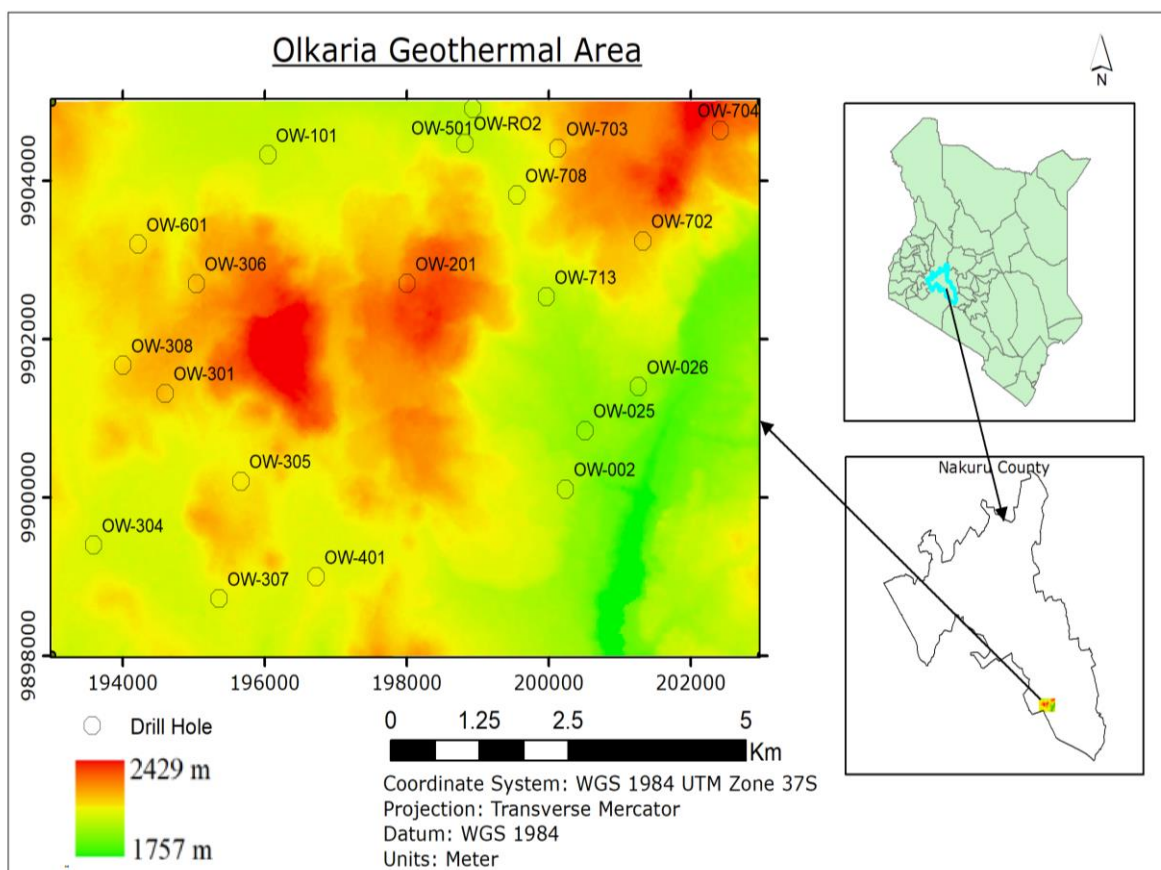 Olkaria Geothermal Area
N
OW-704
OW-RO2
OW-501
OW-703
OW-101
OW-708
OW-702
OW-601
OW-306
OW-201
OW-713
OW-308
OW-301
OW-026
OW-025
OW-305
OW-002
OW-304
OW-401
OW-307
9904000
9902000
9900000
9898000
194000 196000 198000 200000 202000
Nakuru County
Drill Hole
2429 m
1757 m
0 1.25 2.5 5
Km
Coordinate System: WGS 1984 UTM Zone 37S
Projection: Transverse Mercator
Datum: WGS 1984
Units: Meter